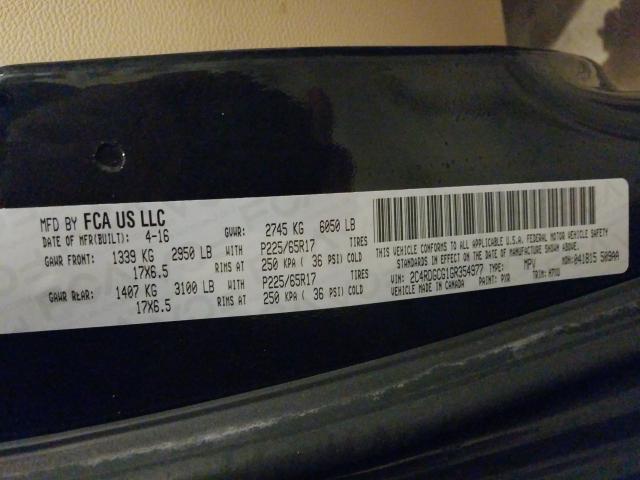 MFD BY FCA US LLC
DATE OF MFR(BUILT): 4-16 GVWR: 2745 KG 6050 LB
GAWR FRONT: 1339 KG 2950 LB WITH P225/65R17 TIRES
17X6.5 RIMS AT 250 KPA ( 36 PSI) COLD
GAWR REAR: 1407 KG 3100 LB WITH P225/65R17 TIRES
17X6.5 RIMS AT 250 KPA ( 36 PSI) COLD
THIS VEHICLE CONFORMS TO ALL APPLICABLE U.S.A. FEDERAL MOTOR VEHICLE SAFETY
STANDARDS IN EFFECT ON THE DATE OF MANUFACTURE SHOWN ABOVE.
VIN: 2C4RDGCG1GR354977 TYPE: MPV MDH: 041815 509AA
VEHICLE MADE IN CANADA PAINT: PXR TRIM: